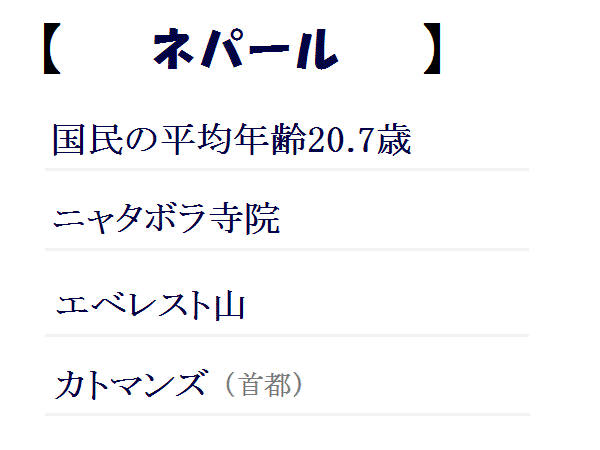 【 ネパール 】
国民の平均年齢20.7歳
ニャタボラ寺院
エベレスト山
カトマンズ（首都）